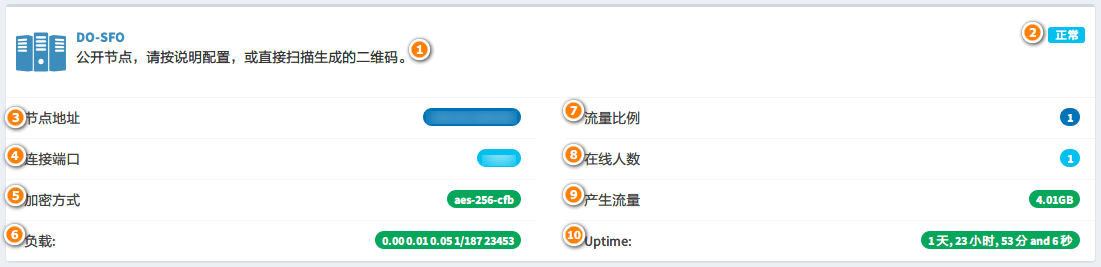 DO-SFO
公开节点，请按说明配置，或直接扫描生成的二维码。 1
2 正常
3 节点地址
7 流量比例 1
4 连接端口
8 在线人数 1
5 加密方式 aes-256-cfb
9 产生流量 4.01GB
6 负载: 0.00 0.01 0.05 1/187 23453
10 Uptime: 1 天, 23 小时, 53 分 and 6 秒